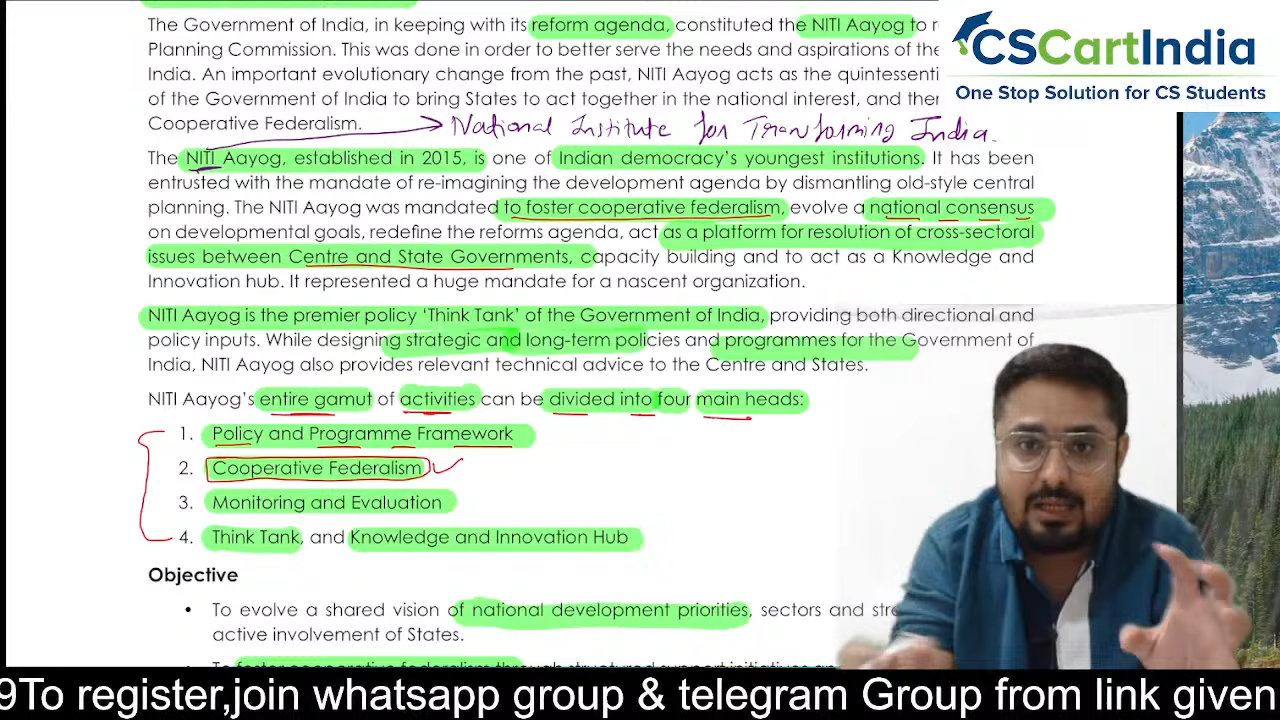 The Government of India, in keeping with its reform agenda, constituted the NITI Aayog to
Planning Commission. This was done in order to better serve the needs and aspirations of the
India. An important evolutionary change from the past, NITI Aayog acts as the
of the Government of India to bring States to act together in the national interest, and
Cooperative Federalism.
National Institute for Transforming India.
The NITI Aayog, established in 2015, is one of Indian democracy's youngest institutions. It has been
entrusted with the mandate of re-imagining the development agenda by dismantling old-style central
planning. The NITI Aayog was mandated to foster cooperative federalism, evolve a national consensus
on developmental goals, redefine the reforms agenda, act as a platform for resolution of cross-sectoral
issues between Centre and State Governments, capacity building and to act as a Knowledge and
Innovation hub. It represented a huge mandate for a nascent organization.
NITI Aayog is the premier policy 'Think Tank' of the Government of India, providing both directional and
policy inputs. While designing strategic and long-term policies and programmes for the Government of
India, NITI Aayog also provides relevant technical advice to the Centre and States.
NITI Aayog's entire gamut of activities can be divided into four main heads:
1. Policy and Programme Framework
2. Cooperative Federalism
3. Monitoring and Evaluation
4. Think Tank, and Knowledge and Innovation Hub
Objective
• To evolve a shared vision of national development priorities, sectors and
active involvement of States.
• To foster cooperative federalism through structured support initiatives
CSCartIndia
One Stop Solution for CS Students
9To register,join whatsapp group & telegram Group from link given